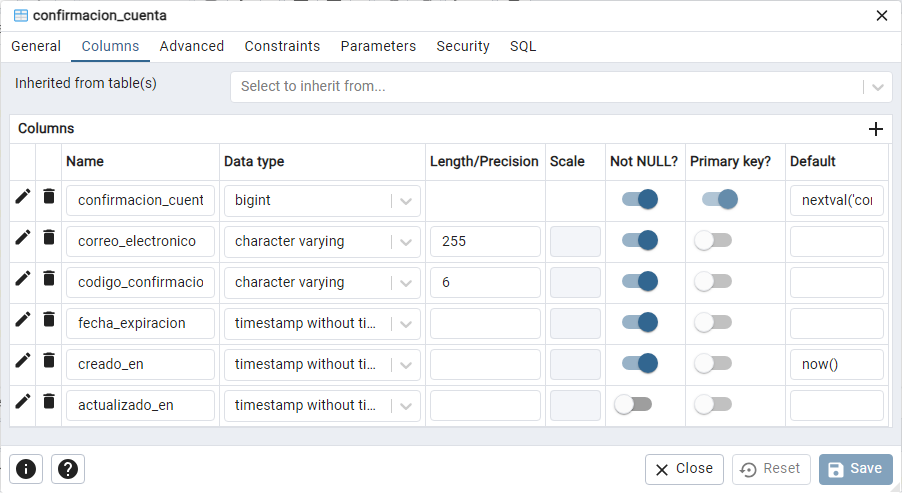 confirmacion_cuenta
General Columns Advanced Constraints Parameters Security SQL
Inherited from table(s) Select to inherit from...
Columns
Name Data type Length/Precision Scale Not NULL? Primary key? Default
confirmacion_cuent bigint nextval('co
correo_electronico character varying 255
codigo_confirmacio character varying 6
fecha_expiracion timestamp without ti...
creado_en timestamp without ti... now()
actualizado_en timestamp without ti...
Close Reset Save